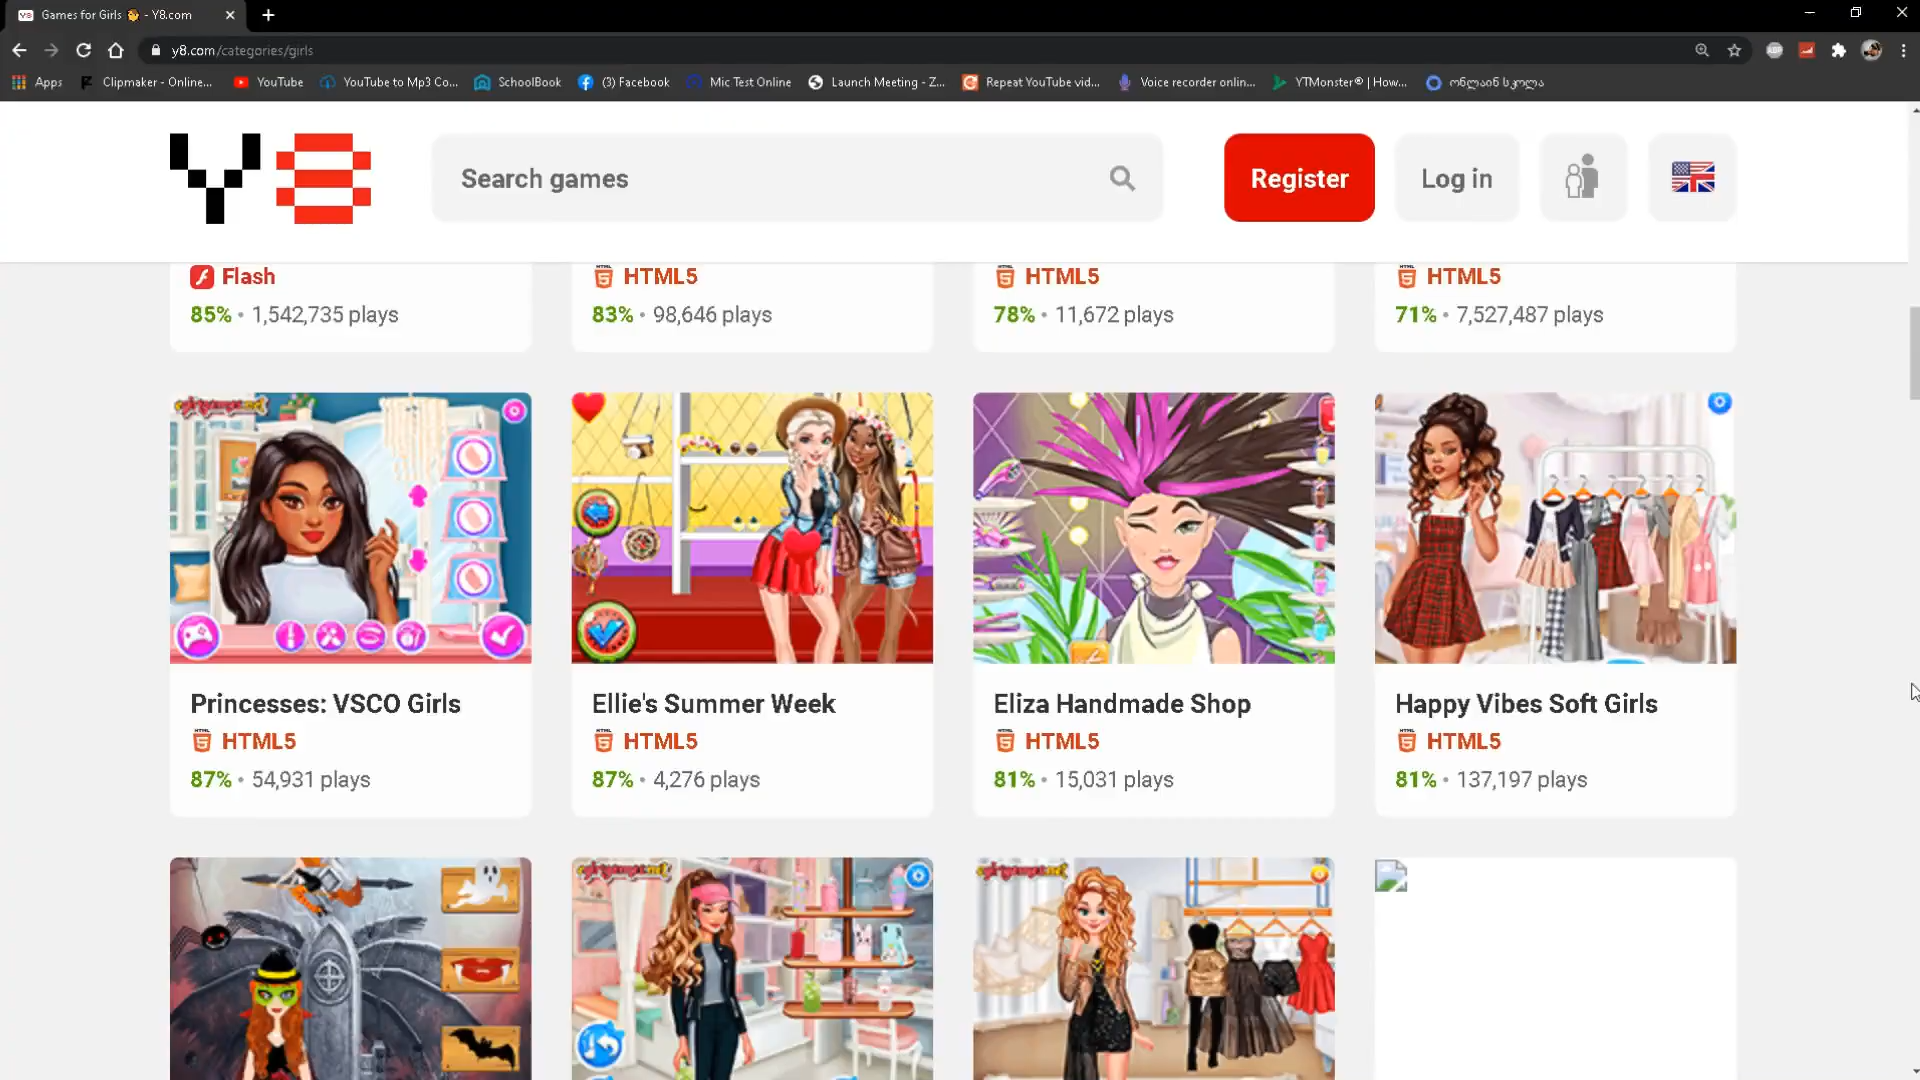 Games for Girls 👧 - Y8.com
y8.com/categories/girls
Apps
Clipmaker - Online...
YouTube
YouTube to Mp3 Co...
SchoolBook
(3) Facebook
Mic Test Online
Launch Meeting - Z...
Repeat YouTube vid...
Voice recorder onlin...
YTMonster® | How...
ონლაინ სკოლა
Y8
Search games
Register
Log in
Flash
HTML5
HTML5
HTML5
85% • 1,542,735 plays
83% • 98,646 plays
78% • 11,672 plays
71% • 7,527,487 plays
Princesses: VSCO Girls
Ellie's Summer Week
Eliza Handmade Shop
Happy Vibes Soft Girls
HTML5
HTML5
HTML5
HTML5
87% • 54,931 plays
87% • 4,276 plays
81% • 15,031 plays
81% • 137,197 plays